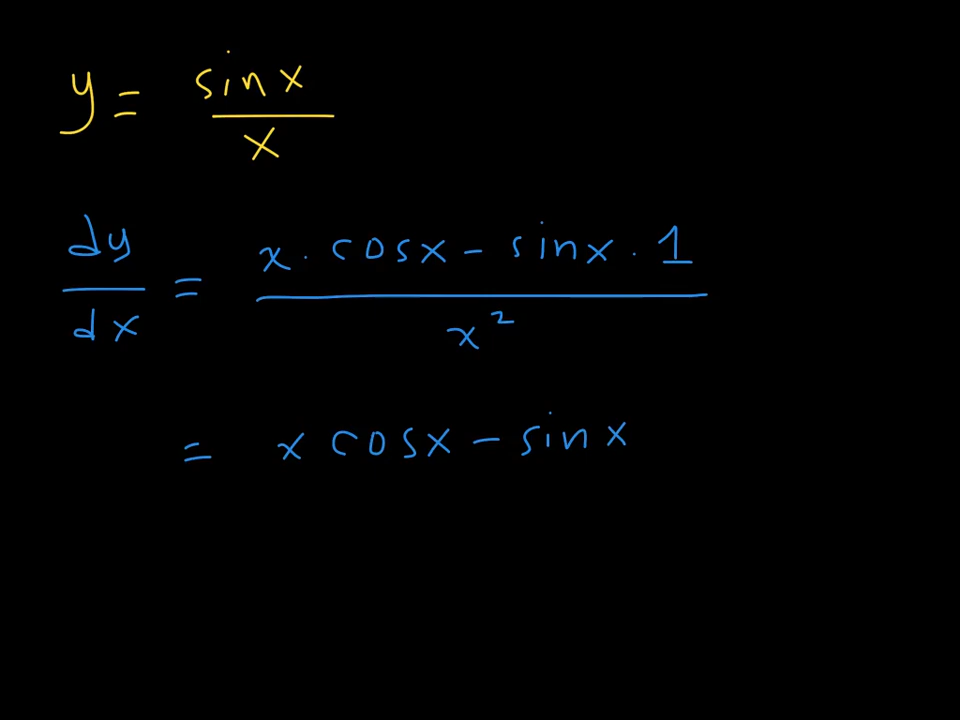 y = sin x / x
dy/dx = x · cos x − sin x · 1 / x²
= x cos x − sin x